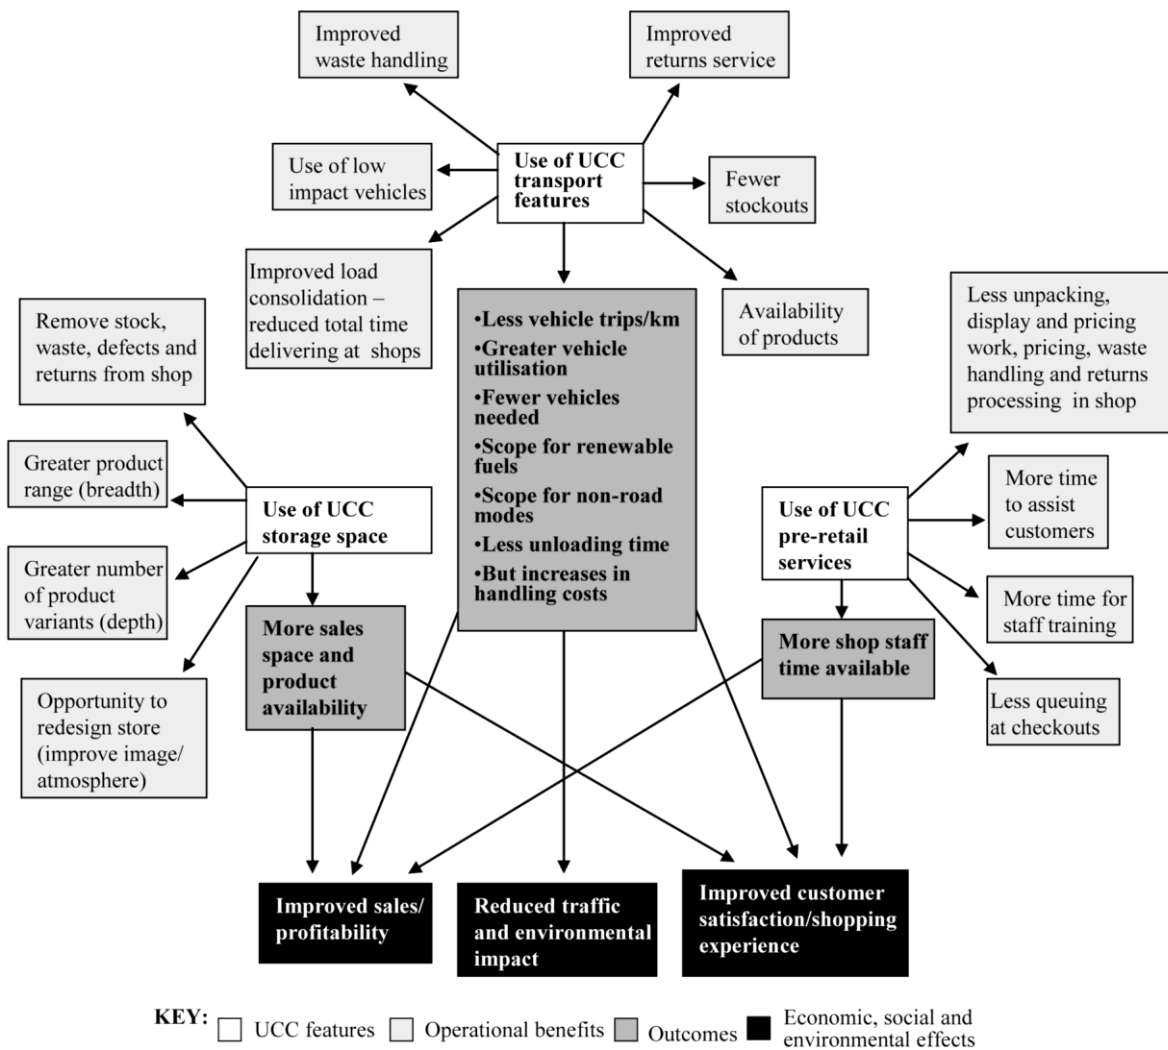 Improved
waste handling
Improved
returns service
Use of UCC
transport
features
Use of low
impact vehicles
Fewer
stockouts
Improved load
consolidation –
reduced total time
delivering at shops
•Less vehicle trips/km
•Greater vehicle
utilisation
•Fewer vehicles
needed
•Scope for renewable
fuels
•Scope for non-road
modes
•Less unloading time
•But increases in
handling costs
Availability
of products
Less unpacking,
display and pricing
work, pricing, waste
handling and returns
processing in shop
Remove stock,
waste, defects and
returns from shop
Greater product
range (breadth)
Use of UCC
storage space
Greater number
of product
variants (depth)
Opportunity to
redesign store
(improve image/
atmosphere)
More sales
space and
product
availability
Use of UCC
pre-retail
services
More time
to assist
customers
More time for
staff training
More shop staff
time available
Less queuing
at checkouts
Improved sales/
profitability
Reduced traffic
and environmental
impact
Improved customer
satisfaction/shopping
experience
KEY:
UCC features
Operational benefits
Outcomes
Economic, social and
environmental effects